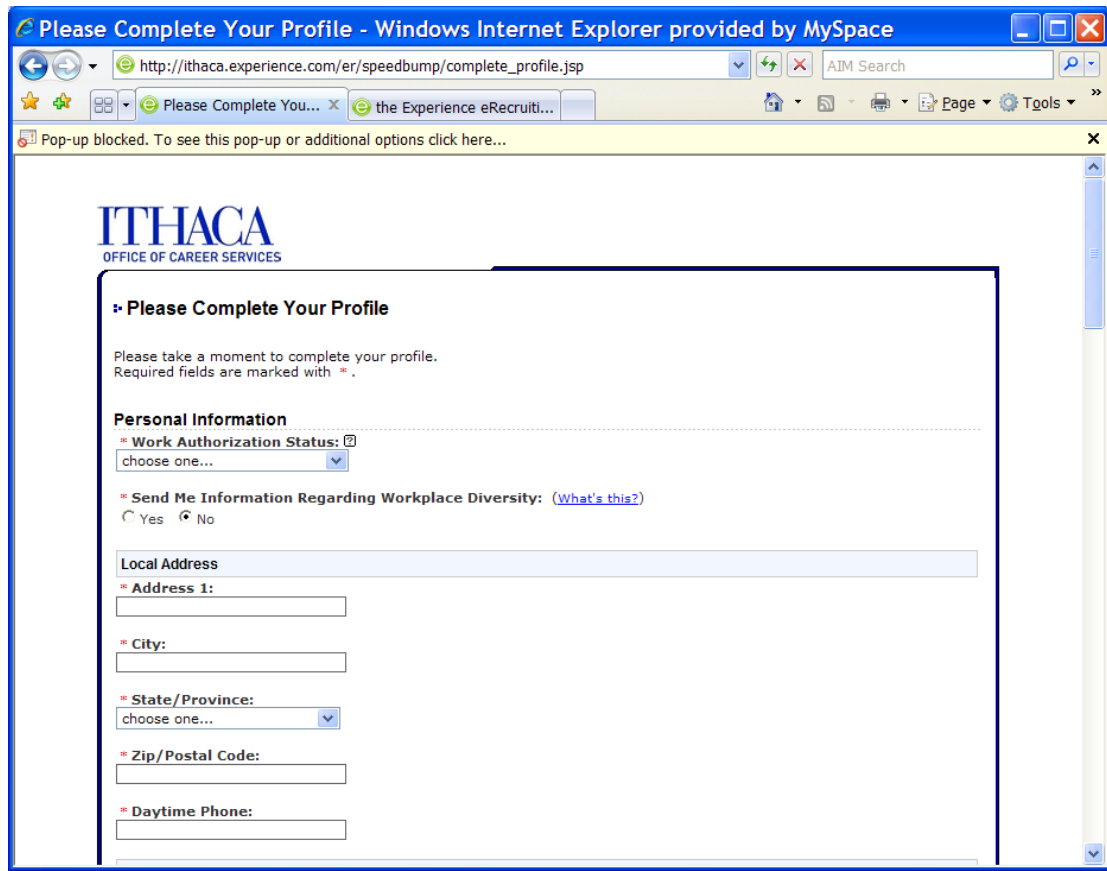 Please Complete Your Profile - Windows Internet Explorer provided by MySpace
http://ithaca.experience.com/er/speedbump/complete_profile.jsp
AIM Search
Please Complete You...
the Experience eRecruiti...
Page
Tools
Pop-up blocked. To see this pop-up or additional options click here...
ITHACA
OFFICE OF CAREER SERVICES
Please Complete Your Profile
Please take a moment to complete your profile.
Required fields are marked with * .
Personal Information
* Work Authorization Status: ?
choose one...
* Send Me Information Regarding Workplace Diversity: (What's this?)
Yes No
Local Address
* Address 1:
* City:
* State/Province:
choose one...
* Zip/Postal Code:
* Daytime Phone: